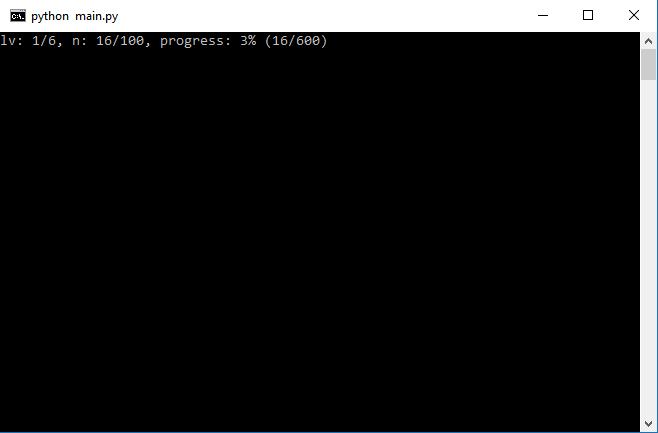 python  main.py
lv: 1/6, n: 16/100, progress: 3% (16/600)